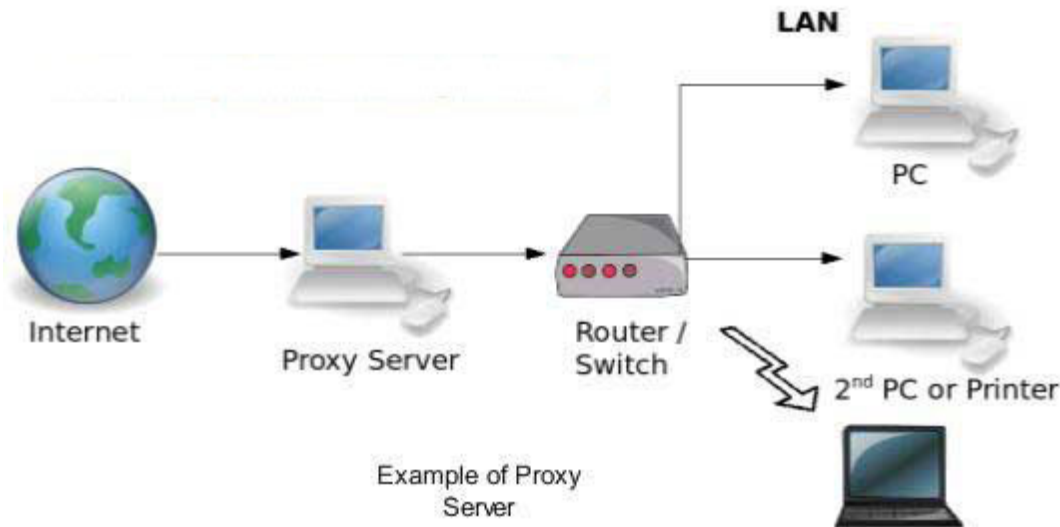 LAN
PC
Internet
Proxy Server
Router /
Switch
2nd PC or Printer
Example of Proxy
Server